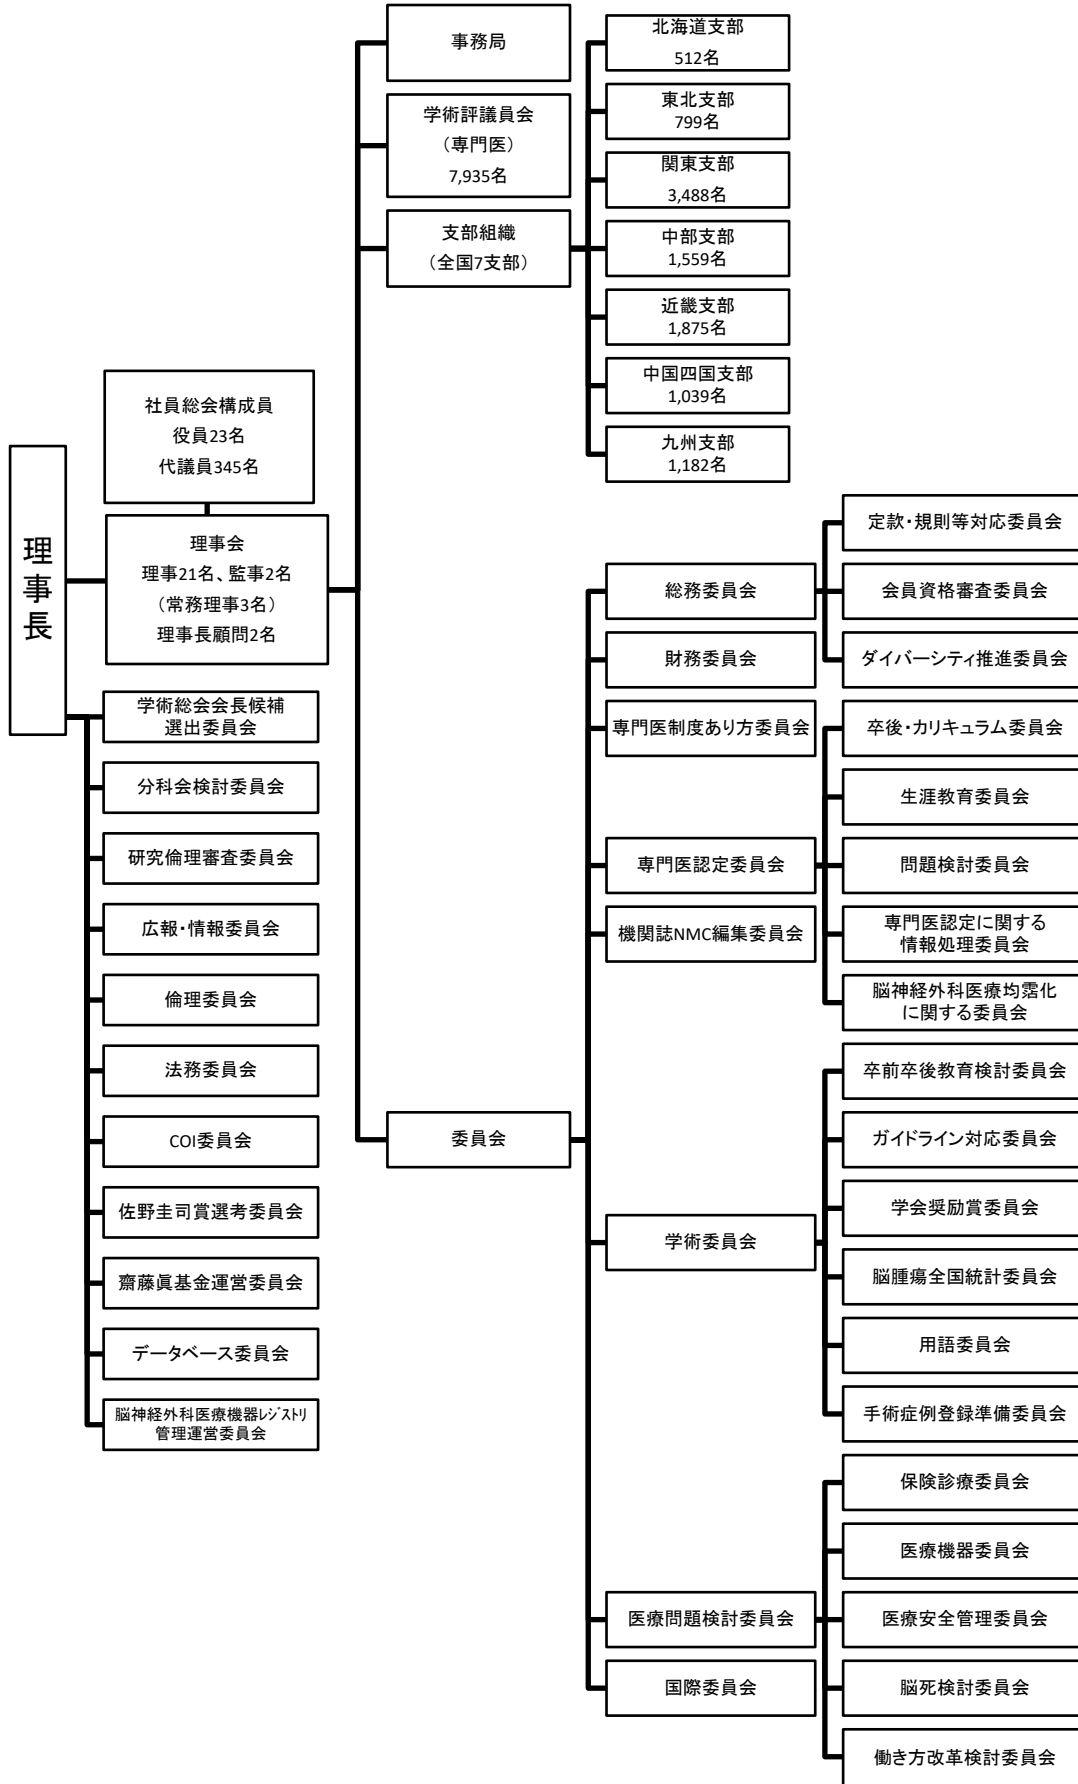 理事長
社員総会構成員
役員23名
代議員345名
理事会
理事21名、監事2名
（常務理事3名）
理事長顧問2名
学術総会会長候補
選出委員会
分科会検討委員会
研究倫理審査委員会
広報・情報委員会
倫理委員会
法務委員会
COI委員会
佐野圭司賞選考委員会
齋藤眞基金運営委員会
データベース委員会
脳神経外科医療機器ﾚｼﾞｽﾄﾘ
管理運営委員会
事務局
学術評議員会
（専門医）
7,935名
支部組織
（全国7支部）
北海道支部
512名
東北支部
799名
関東支部
3,488名
中部支部
1,559名
近畿支部
1,875名
中国四国支部
1,039名
九州支部
1,182名
委員会
総務委員会
定款・規則等対応委員会
会員資格審査委員会
ダイバーシティ推進委員会
財務委員会
専門医制度あり方委員会
専門医認定委員会
卒後・カリキュラム委員会
生涯教育委員会
問題検討委員会
専門医認定に関する
情報処理委員会
脳神経外科医療均霑化
に関する委員会
機関誌NMC編集委員会
学術委員会
卒前卒後教育検討委員会
ガイドライン対応委員会
学会奨励賞委員会
脳腫瘍全国統計委員会
用語委員会
手術症例登録準備委員会
医療問題検討委員会
保険診療委員会
医療機器委員会
医療安全管理委員会
脳死検討委員会
働き方改革検討委員会
国際委員会